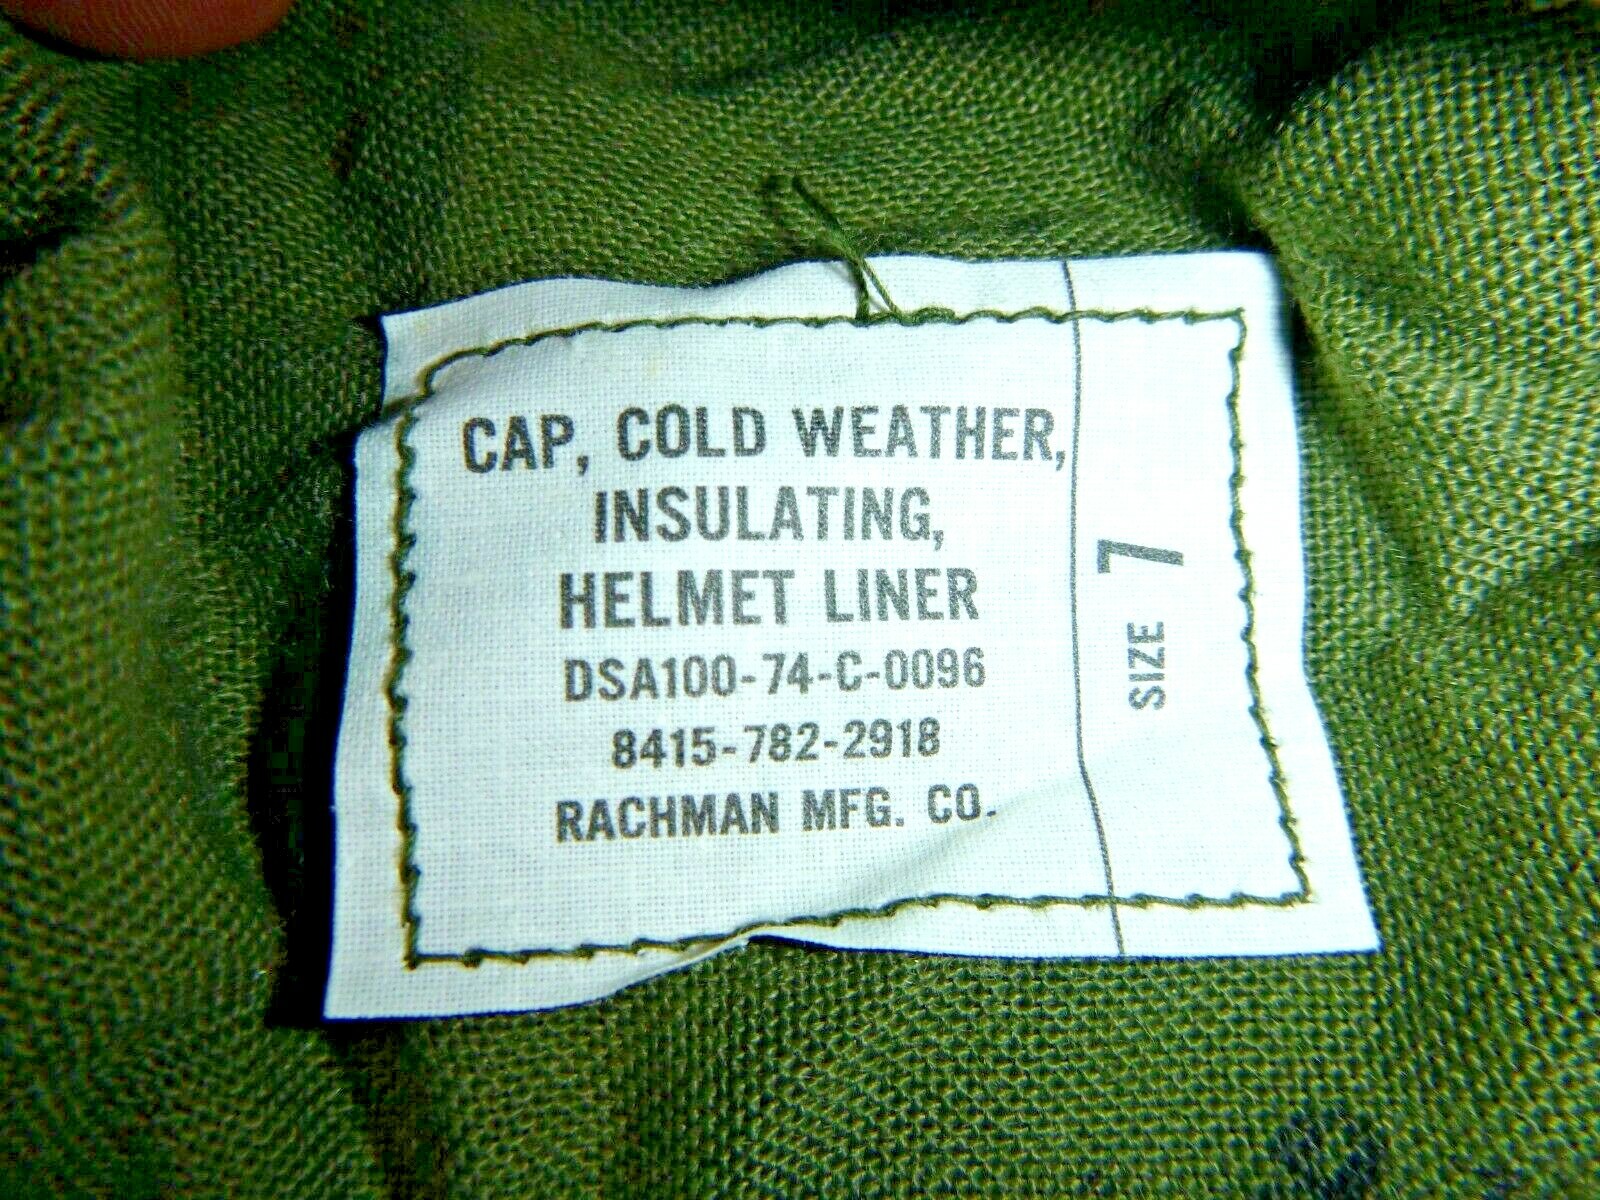 CAP, COLD WEATHER,
INSULATING,
HELMET LINER
DSA100-74-C-0096
8415-782-2918
RACHMAN MFG. CO.
SIZE 7